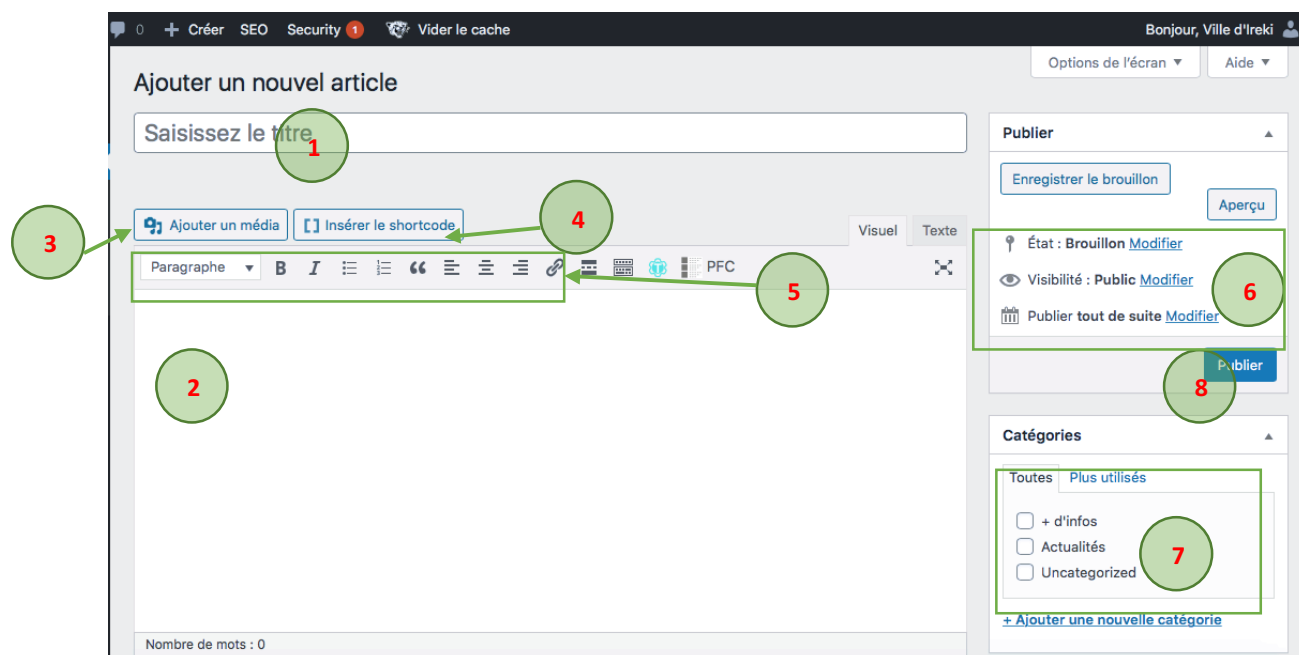 0 + Créer SEO Security 1 Vider le cache Bonjour, Ville d'Ireki
Options de l'écran ▼ Aide ▼
Ajouter un nouvel article
Saisissez le titre
1
Publier
Enregistrer le brouillon
Aperçu
3
Ajouter un média [ ] Insérer le shortcode
4
Visuel Texte
Paragraphe B I PFC
5
État : Brouillon Modifier
Visibilité : Public Modifier
6
Publier tout de suite Modifier
Publier
8
2
Catégories
Toutes Plus utilisés
+ d'infos
Actualités
Uncategorized
7
+ Ajouter une nouvelle catégorie
Nombre de mots : 0